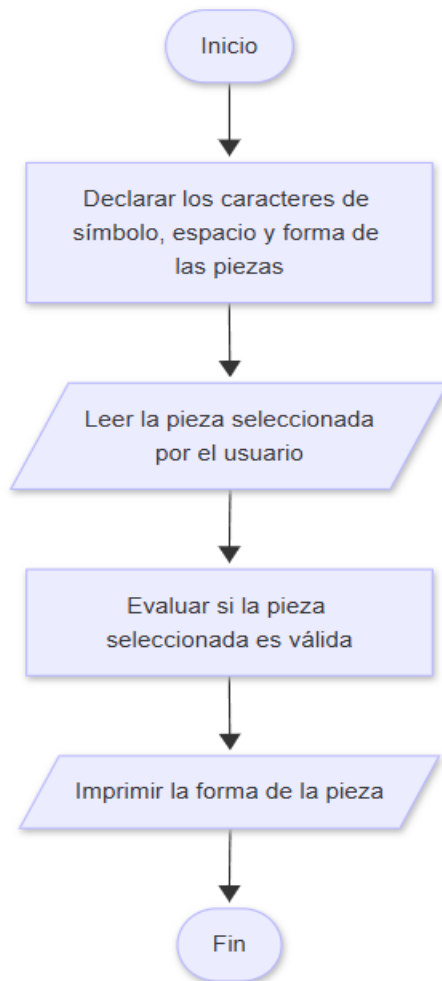 Inicio
Declarar los caracteres de
símbolo, espacio y forma de
las piezas
Leer la pieza seleccionada
por el usuario
Evaluar si la pieza
seleccionada es válida
Imprimir la forma de la pieza
Fin